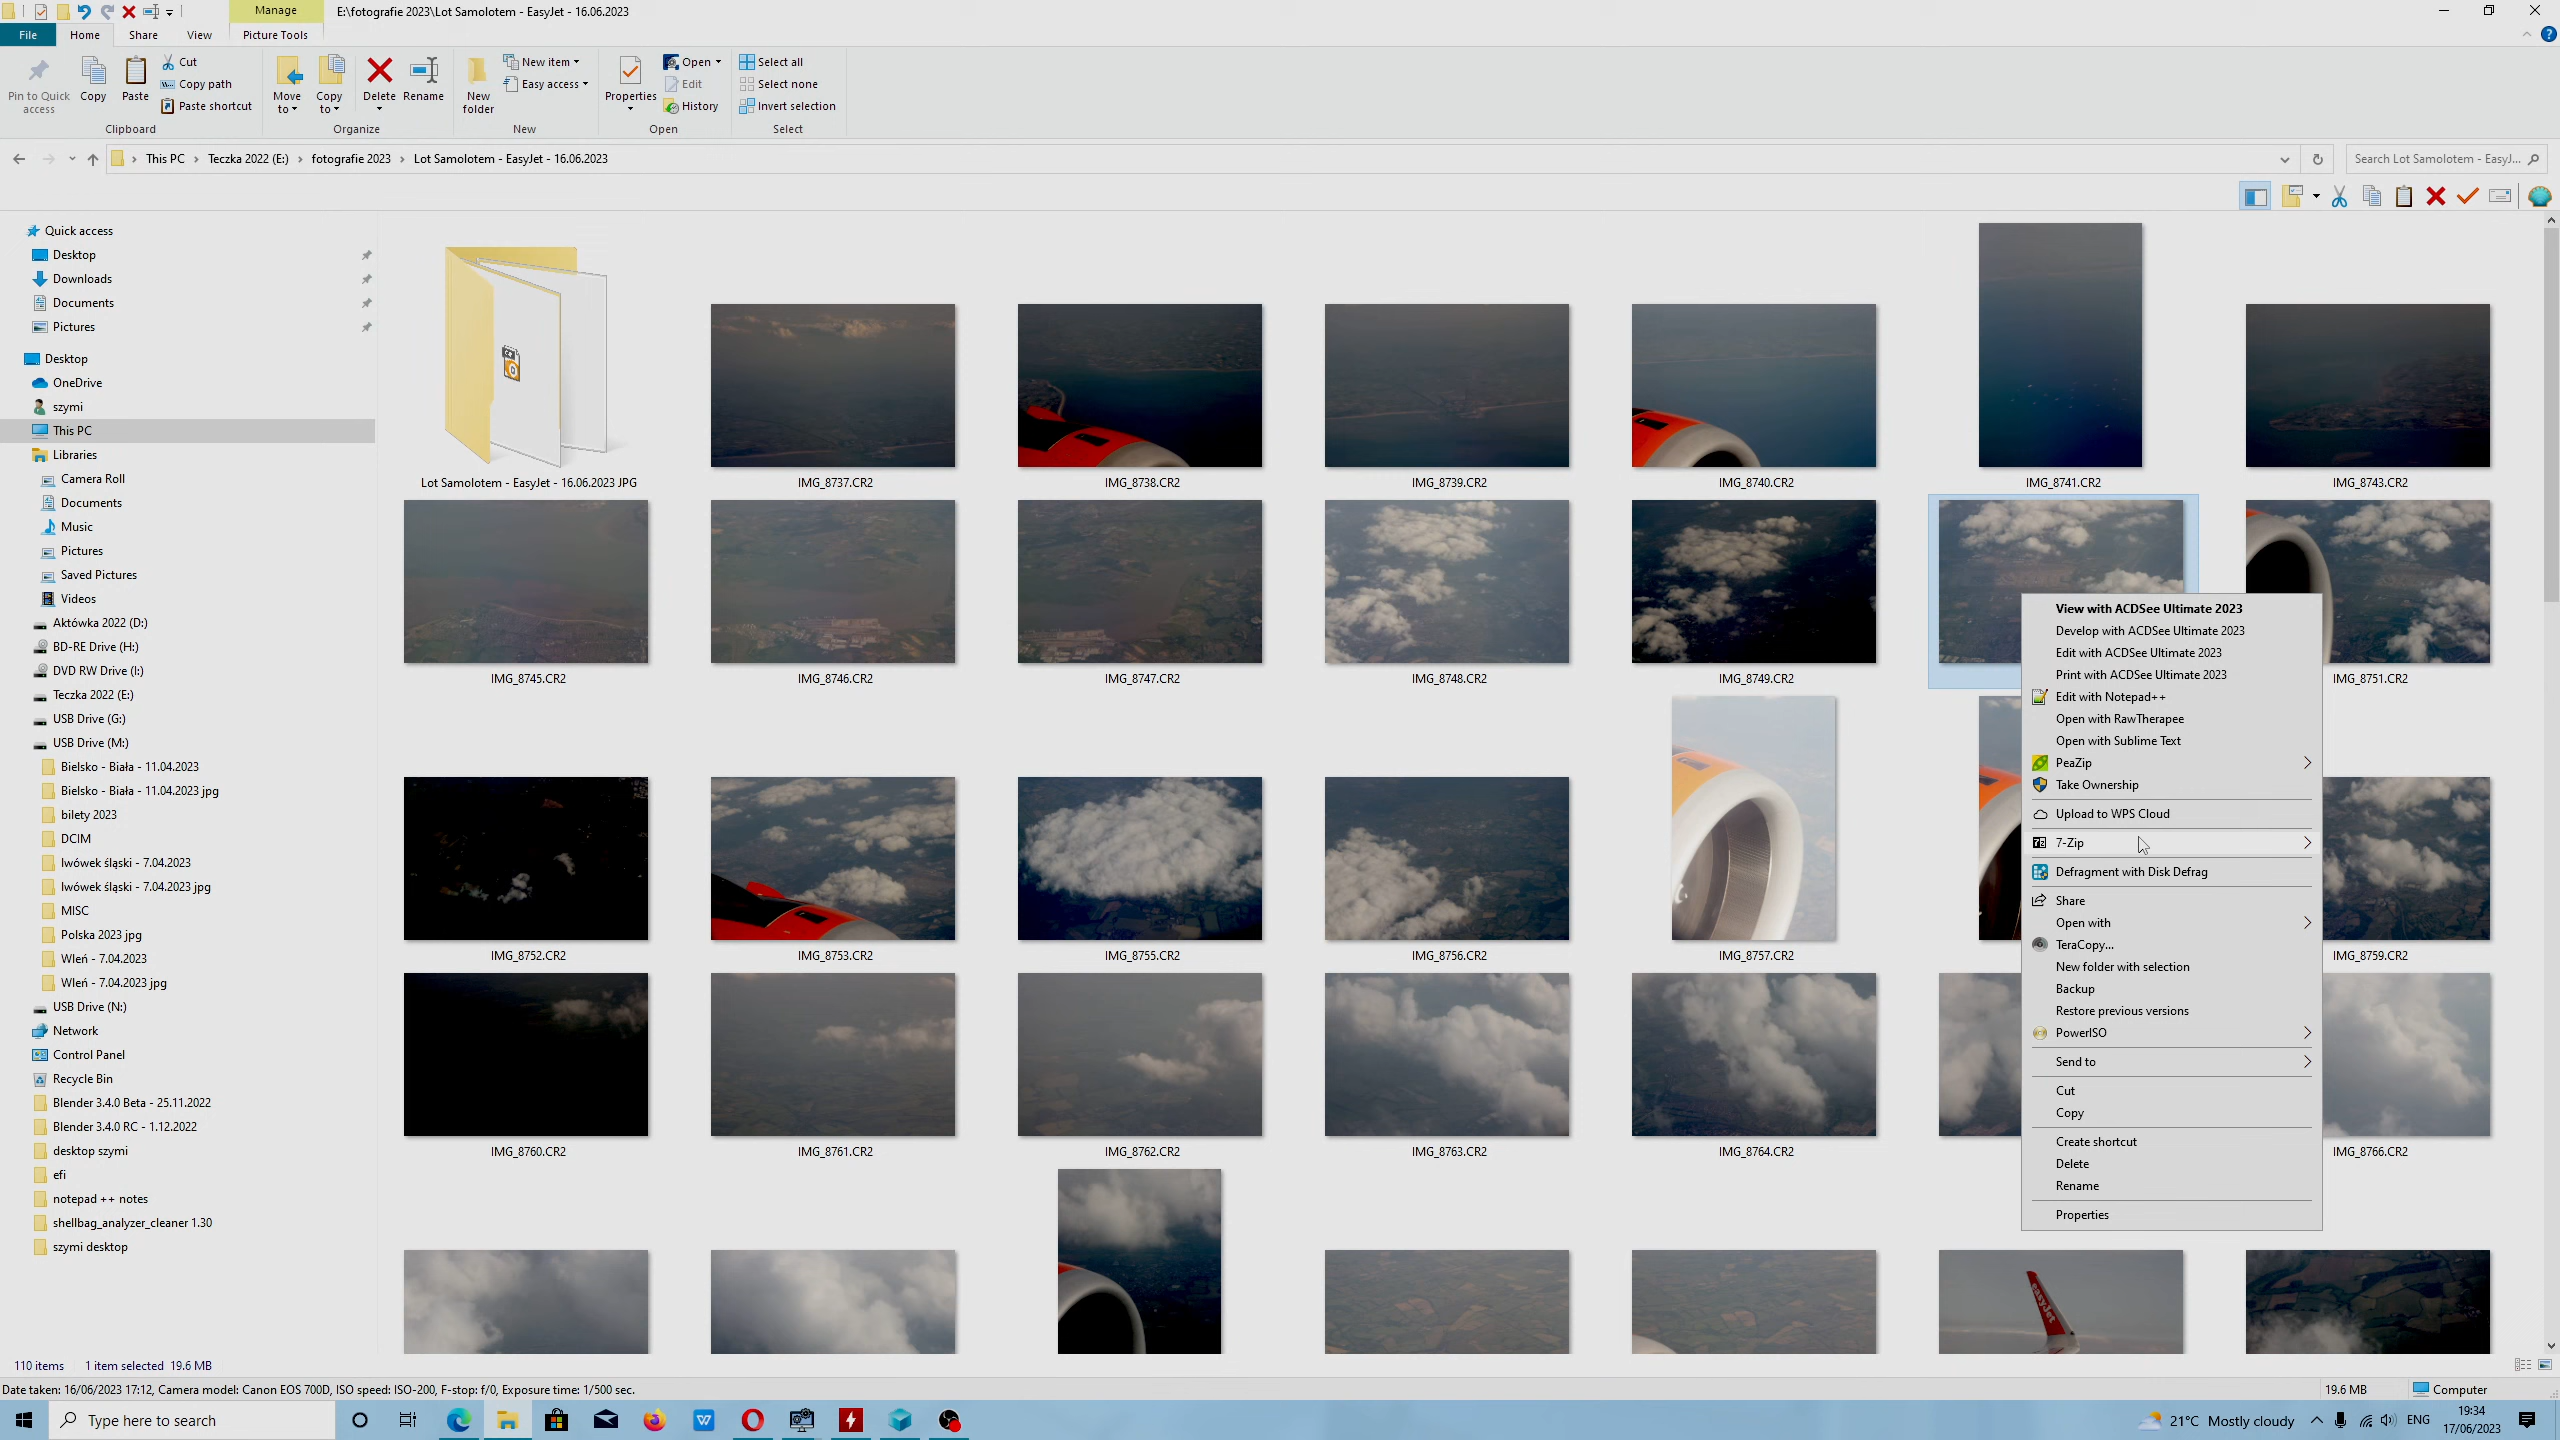 Manage
E:\fotografie 2023\Lot Samolotem - EasyJet - 16.06.2023
File
Home
Share
View
Picture Tools
Pin to Quick access
Copy
Paste
Cut
Copy path
Paste shortcut
Move to
Copy to
Delete
Rename
New folder
New item
Easy access
Properties
Open
Edit
History
Select all
Select none
Invert selection
Clipboard
Organize
New
Open
Select
This PC
Teczka 2022 (E:)
fotografie 2023
Lot Samolotem - EasyJet - 16.06.2023
Search Lot Samolotem - EasyJ...
Quick access
Desktop
Downloads
Documents
Pictures
Desktop
OneDrive
szymi
This PC
Libraries
Camera Roll
Documents
Music
Pictures
Saved Pictures
Videos
Aktówka 2022 (D:)
BD-RE Drive (H:)
DVD RW Drive (I:)
Teczka 2022 (E:)
USB Drive (G:)
USB Drive (M:)
Bielsko - Biała - 11.04.2023
Bielsko - Biała - 11.04.2023 jpg
bilety 2023
DCIM
lwówek śląski - 7.04.2023
lwówek śląski - 7.04.2023 jpg
MISC
Polska 2023 jpg
Wleń - 7.04.2023
Wleń - 7.04.2023 jpg
USB Drive (N:)
Network
Control Panel
Recycle Bin
Blender 3.4.0 Beta - 25.11.2022
Blender 3.4.0 RC - 1.12.2022
desktop szymi
efi
notepad ++ notes
shellbag_analyzer_cleaner 1.30
szymi desktop
Lot Samolotem - EasyJet - 16.06.2023 JPG
IMG_8737.CR2
IMG_8738.CR2
IMG_8739.CR2
IMG_8740.CR2
IMG_8741.CR2
IMG_8743.CR2
IMG_8745.CR2
IMG_8746.CR2
IMG_8747.CR2
IMG_8748.CR2
IMG_8749.CR2
IMG_8751.CR2
IMG_8752.CR2
IMG_8753.CR2
IMG_8755.CR2
IMG_8756.CR2
IMG_8757.CR2
IMG_8759.CR2
IMG_8760.CR2
IMG_8761.CR2
IMG_8762.CR2
IMG_8763.CR2
IMG_8764.CR2
IMG_8766.CR2
easyJet
View with ACDSee Ultimate 2023
Develop with ACDSee Ultimate 2023
Edit with ACDSee Ultimate 2023
Print with ACDSee Ultimate 2023
Edit with Notepad++
Open with RawTherapee
Open with Sublime Text
PeaZip
Take Ownership
Upload to WPS Cloud
7-Zip
Defragment with Disk Defrag
Share
Open with
TeraCopy...
New folder with selection
Backup
Restore previous versions
PowerISO
Send to
Cut
Copy
Create shortcut
Delete
Rename
Properties
110 items
1 item selected 19.6 MB
Date taken: 16/06/2023 17:12, Camera model: Canon EOS 700D, ISO speed: ISO-200, F-stop: f/0, Exposure time: 1/500 sec.
19.6 MB
Computer
Type here to search
21°C Mostly cloudy
ENG
19:34
17/06/2023